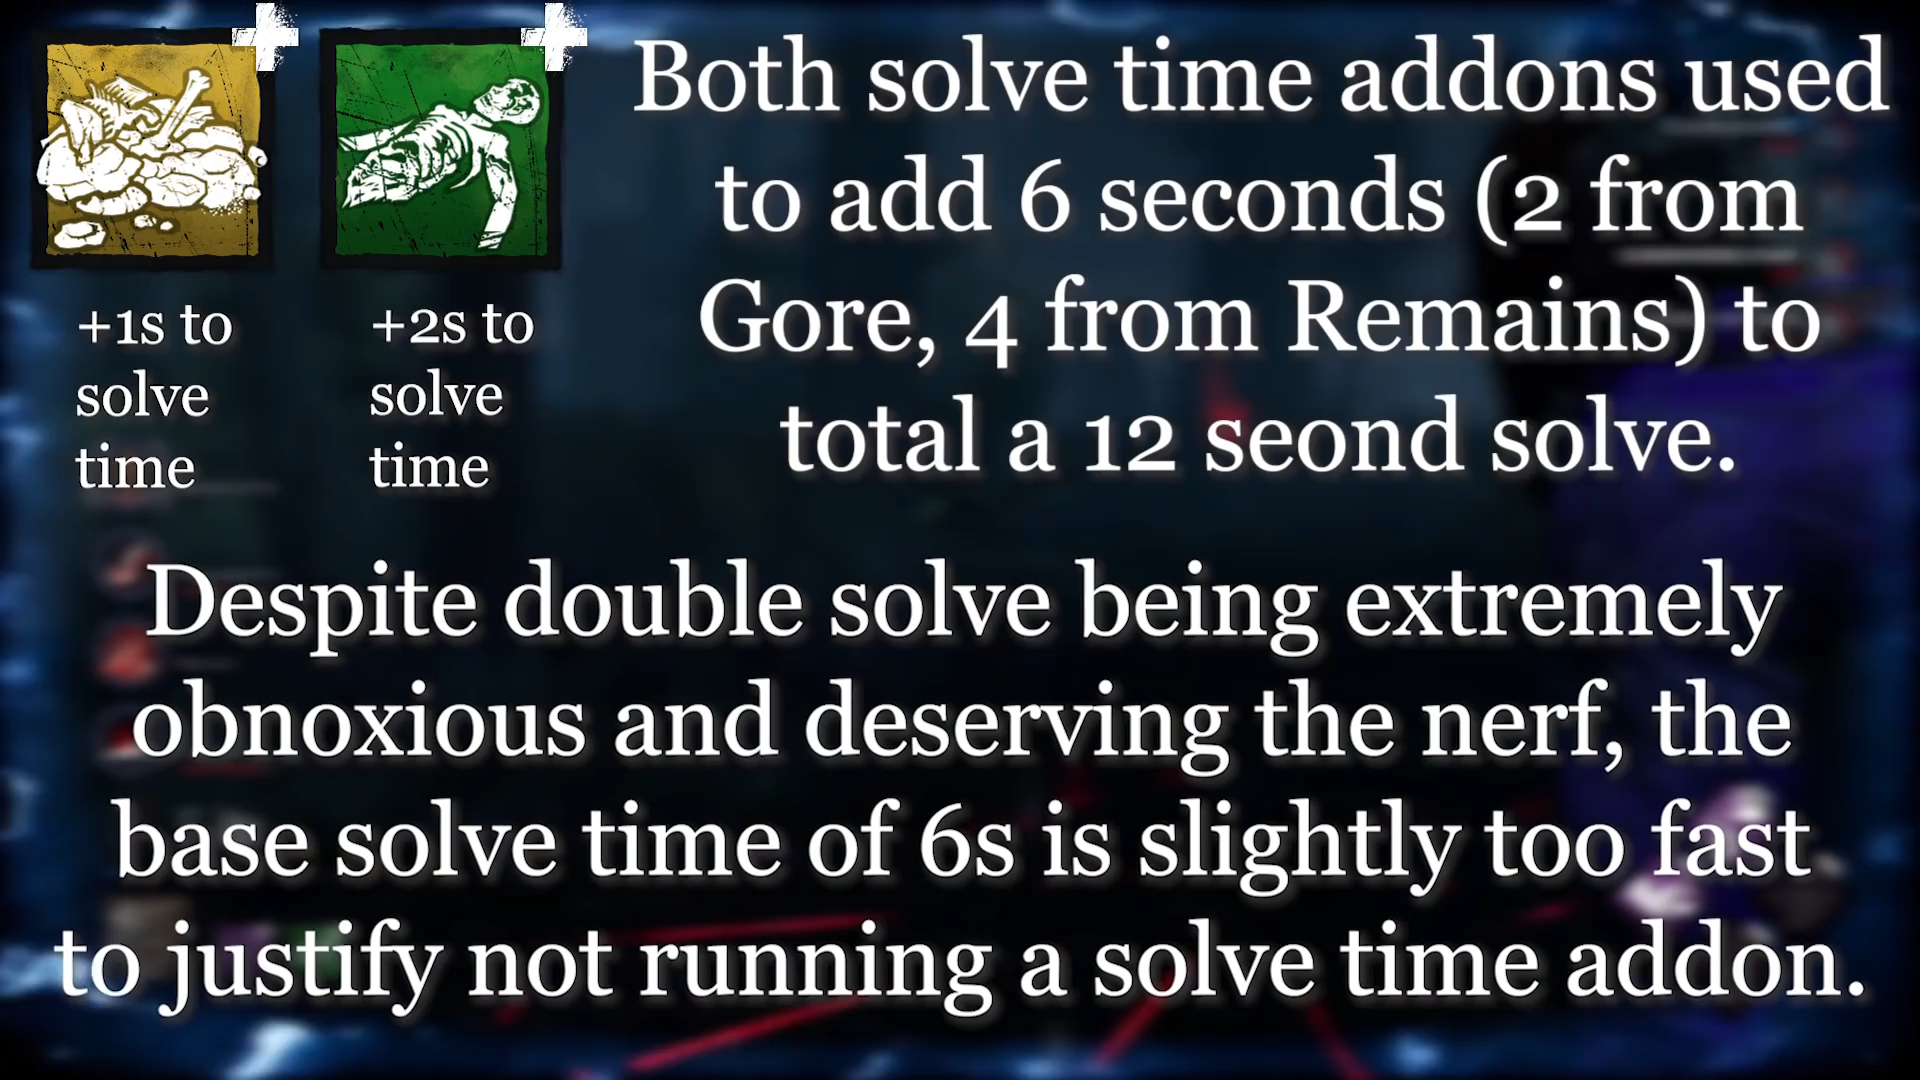 +1s to
solve
time
+2s to
solve
time
Both solve time addons used
to add 6 seconds (2 from
Gore, 4 from Remains) to
total a 12 seond solve.
Despite double solve being extremely
obnoxious and deserving the nerf, the
base solve time of 6s is slightly too fast
to justify not running a solve time addon.